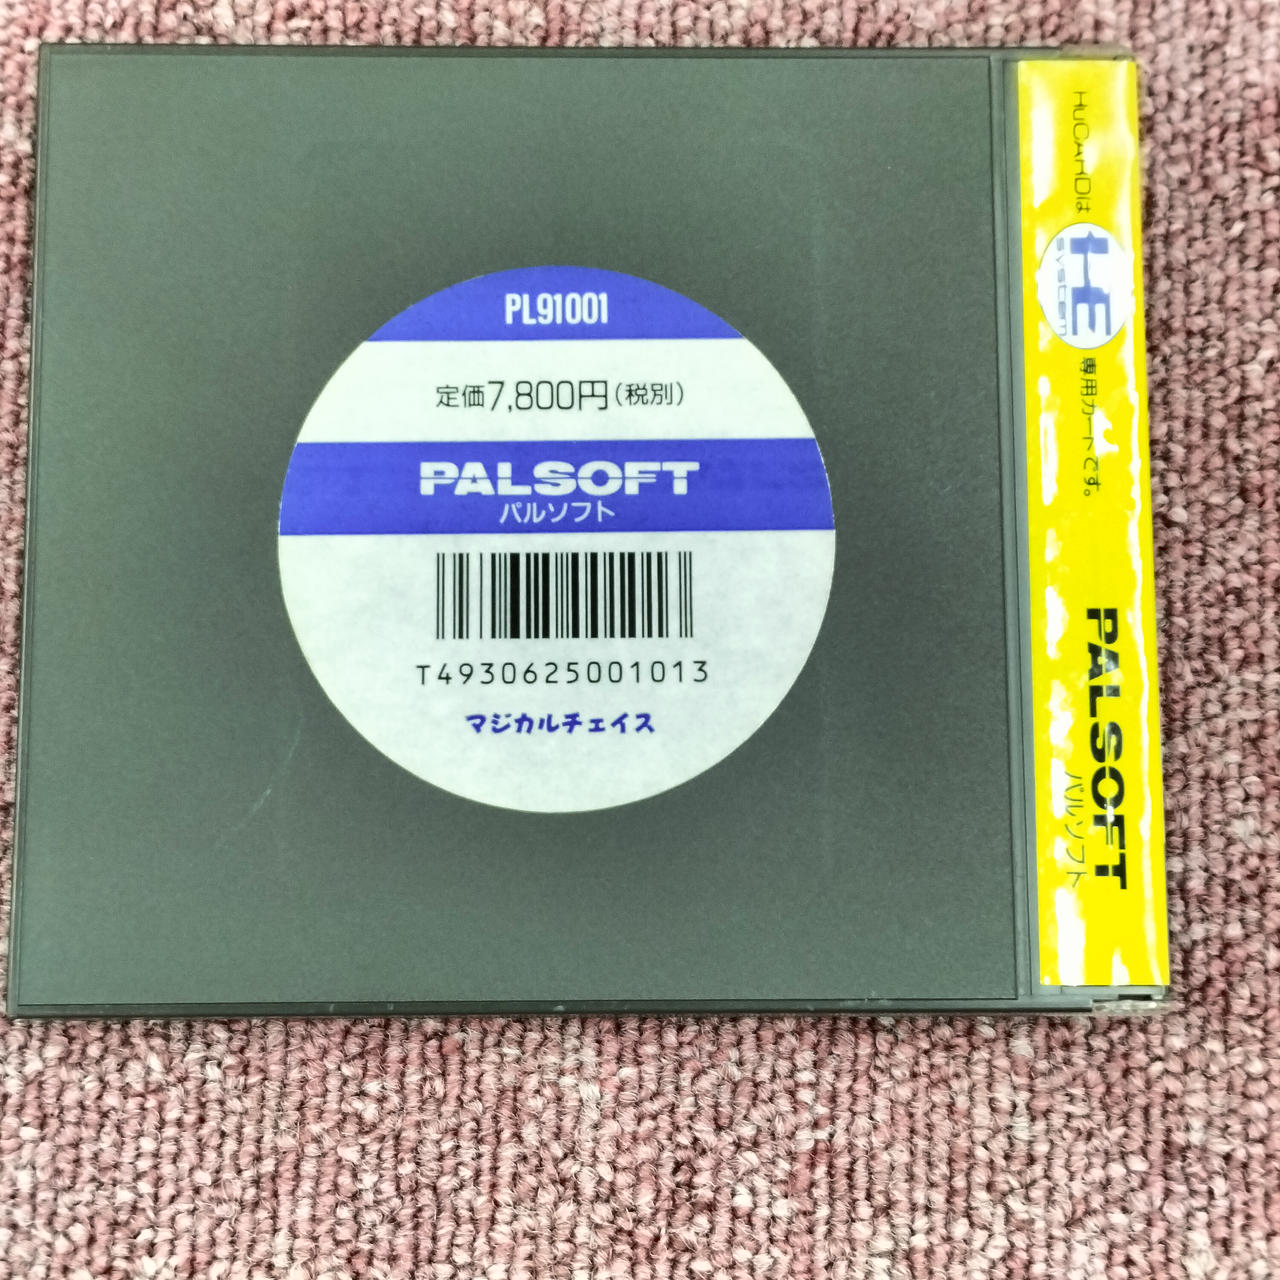 PL91001
定価7,800円(税別)
PALSOFT
パルソフト
T4930625001013
マジカルチェイス
HuCARDは
HE
system
専用カードです。
PALSOFT
パルソフト